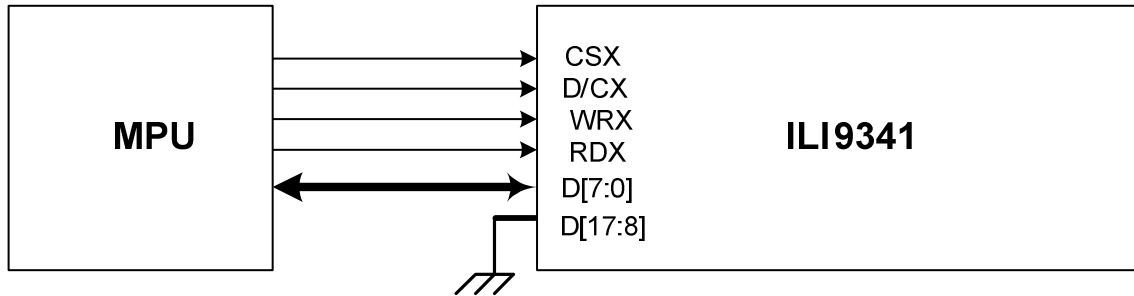 MPU
CSX
D/CX
WRX
RDX
D[7:0]
D[17:8]
ILI9341